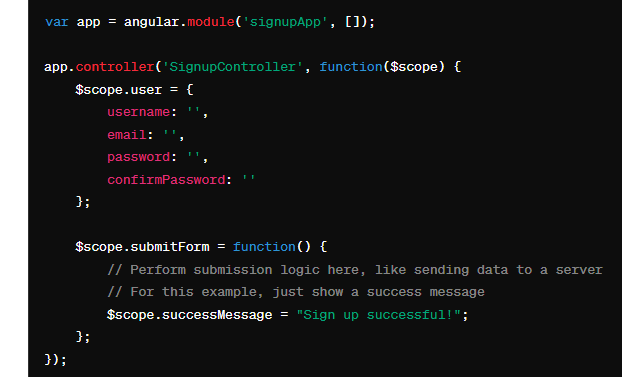 var app = angular.module('signupApp', []);

app.controller('SignupController', function($scope) {
    $scope.user = {
        username: '',
        email: '',
        password: '',
        confirmPassword: ''
    };

    $scope.submitForm = function() {
        // Perform submission logic here, like sending data to a server
        // For this example, just show a success message
        $scope.successMessage = "Sign up successful!";
    };
});